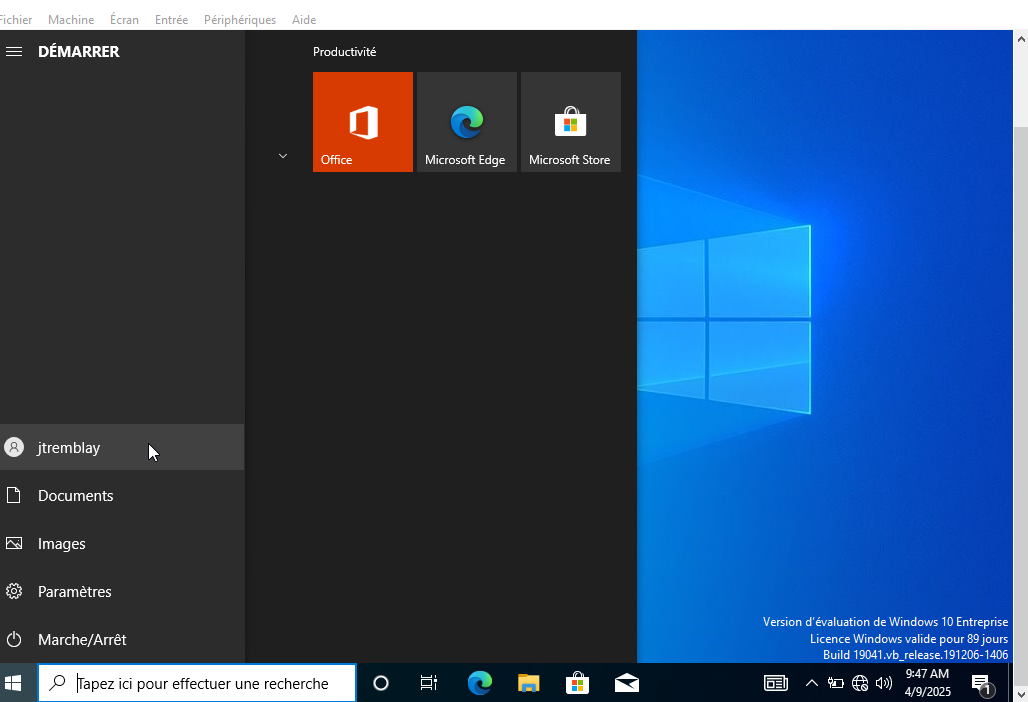 Fichier Machine Écran Entrée Périphériques Aide
DÉMARRER
Productivité
Office
Microsoft Edge
Microsoft Store
jtremblay
Documents
Images
Paramètres
Marche/Arrêt
Version d'évaluation de Windows 10 Entreprise
Licence Windows valide pour 89 jours
Build 19041.vb_release.191206-1406
Tapez ici pour effectuer une recherche
9:47 AM
4/9/2025
1